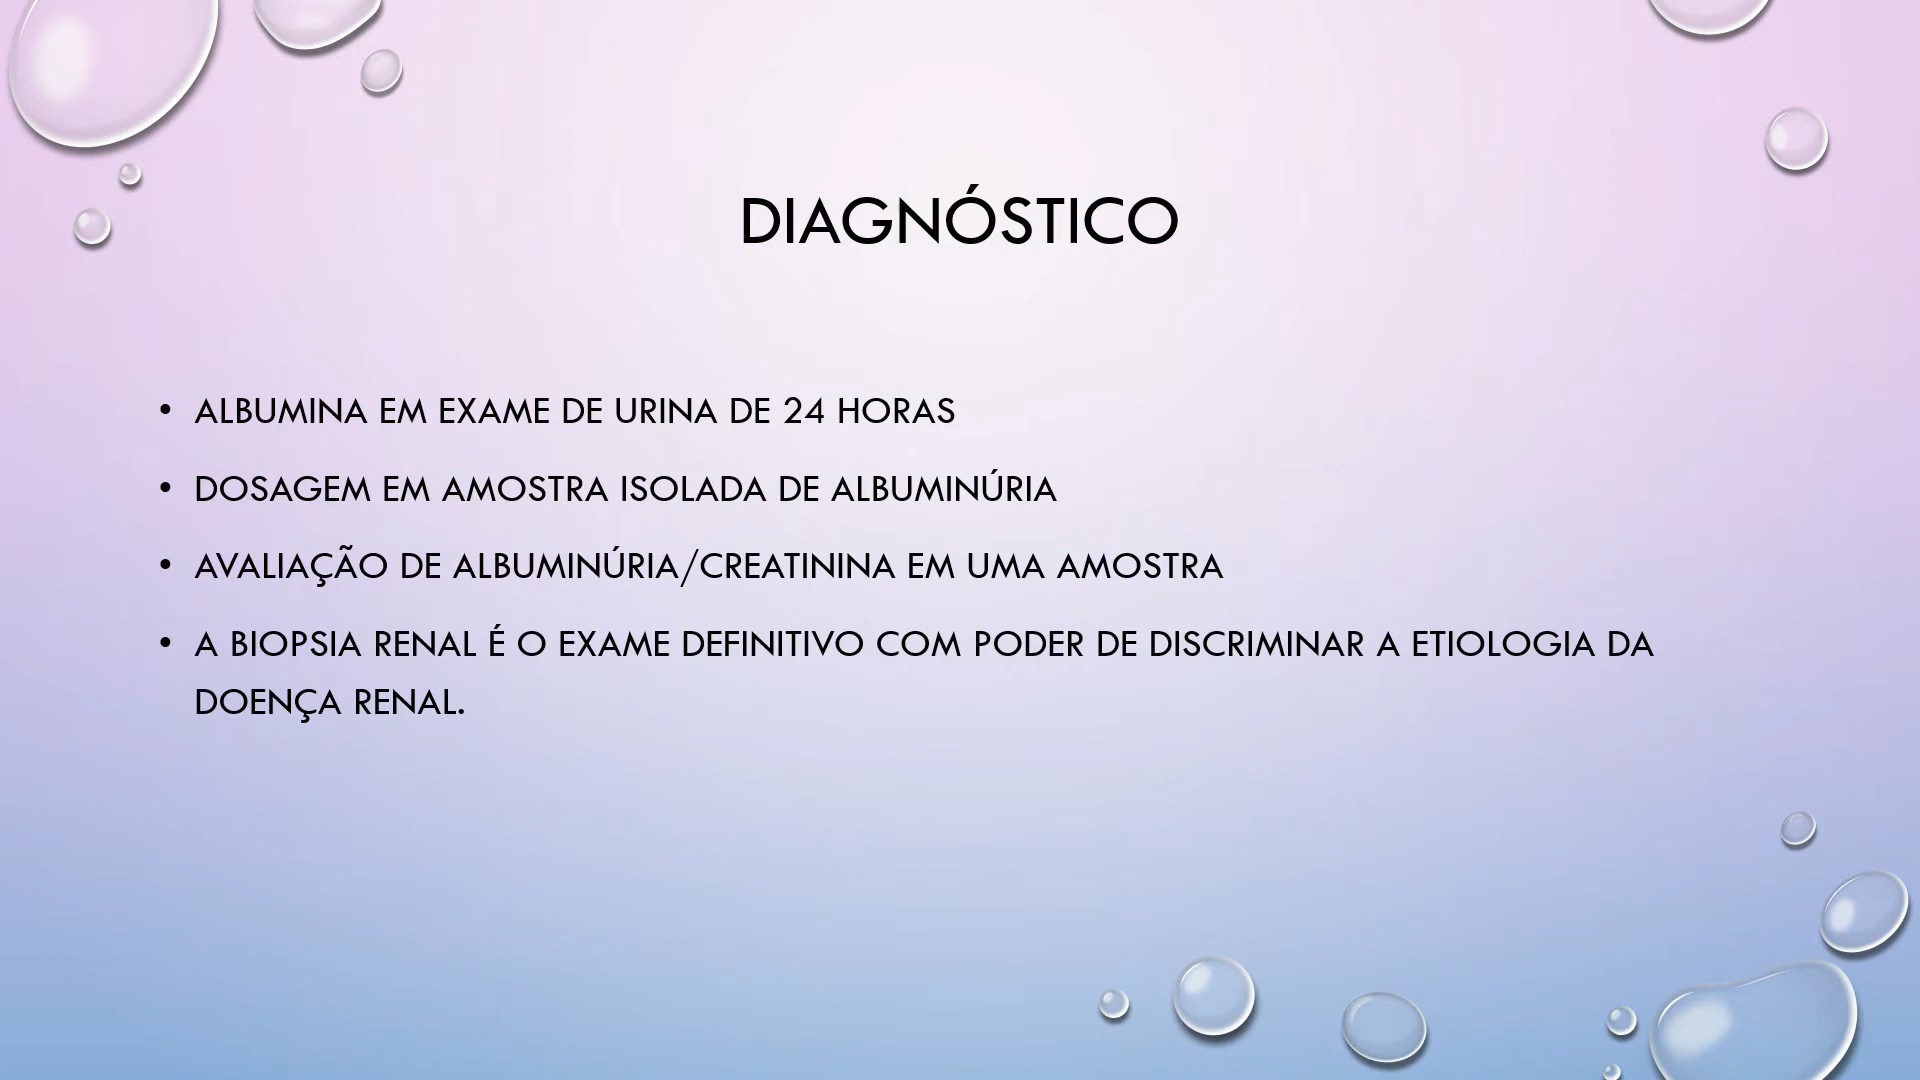 DIAGNÓSTICO
• ALBUMINA EM EXAME DE URINA DE 24 HORAS
• DOSAGEM EM AMOSTRA ISOLADA DE ALBUMINÚRIA
• AVALIAÇÃO DE ALBUMINÚRIA/CREATININA EM UMA AMOSTRA
• A BIOPSIA RENAL É O EXAME DEFINITIVO COM PODER DE DISCRIMINAR A ETIOLOGIA DA
DOENÇA RENAL.